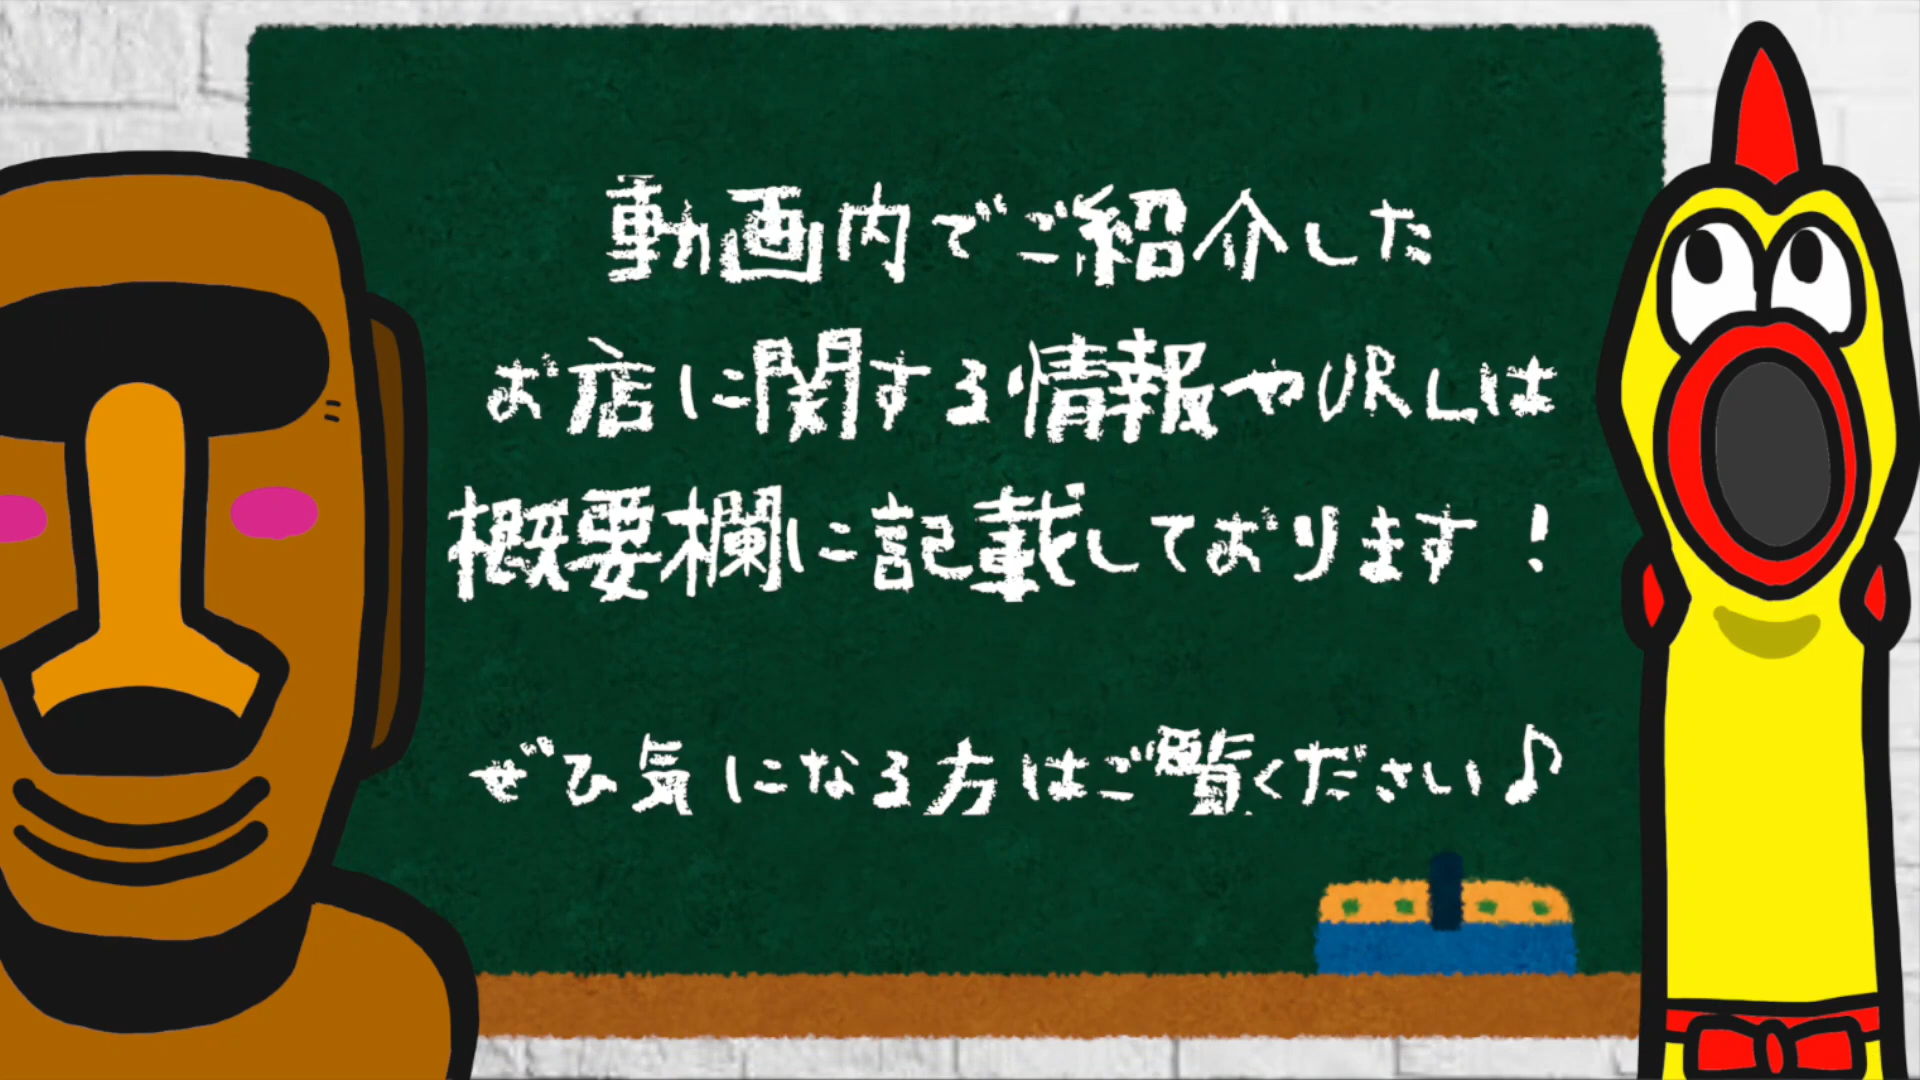 動画内でご紹介した
お店に関する情報やURLは
概要欄に記載しております！
ぜひ気になる方はご覧ください♪